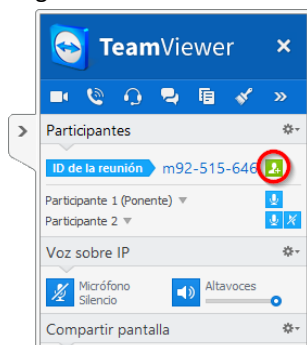 TeamViewer
Participantes
ID de la reunión m92-515-646
Participante 1 (Ponente)
Participante 2
Voz sobre IP
Micrófono
Silencio
Altavoces
Compartir pantalla